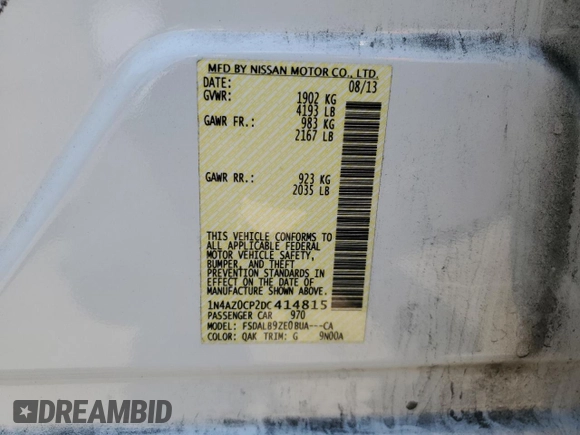 MFD BY NISSAN MOTOR CO., LTD.
DATE: 08/13
GVWR: 1902 KG
4193 LB
GAWR FR.: 983 KG
2167 LB
GAWR RR.: 923 KG
2035 LB
THIS VEHICLE CONFORMS TO
ALL APPLICABLE FEDERAL
MOTOR VEHICLE SAFETY,
BUMPER, AND THEFT
PREVENTION STANDARDS IN
EFFECT ON THE DATE OF
MANUFACTURE SHOWN ABOVE.
1N4AZ0CP2DC414815
PASSENGER CAR 970
MODEL: FSDALB9ZE0BUA---CA
COLOR: QAK TRIM: G 9N00A
DREAMBID